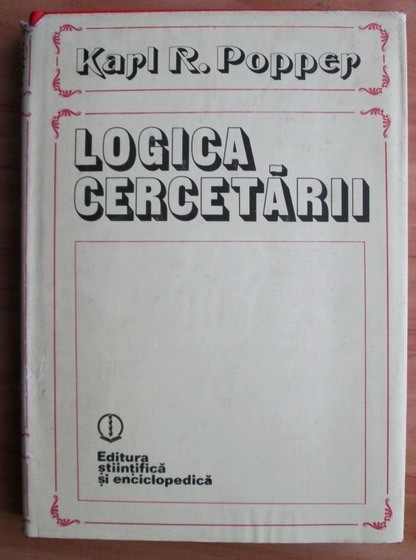 Karl R. Popper
LOGICA
CERCETĂRII
Editura
științifică
și enciclopedică